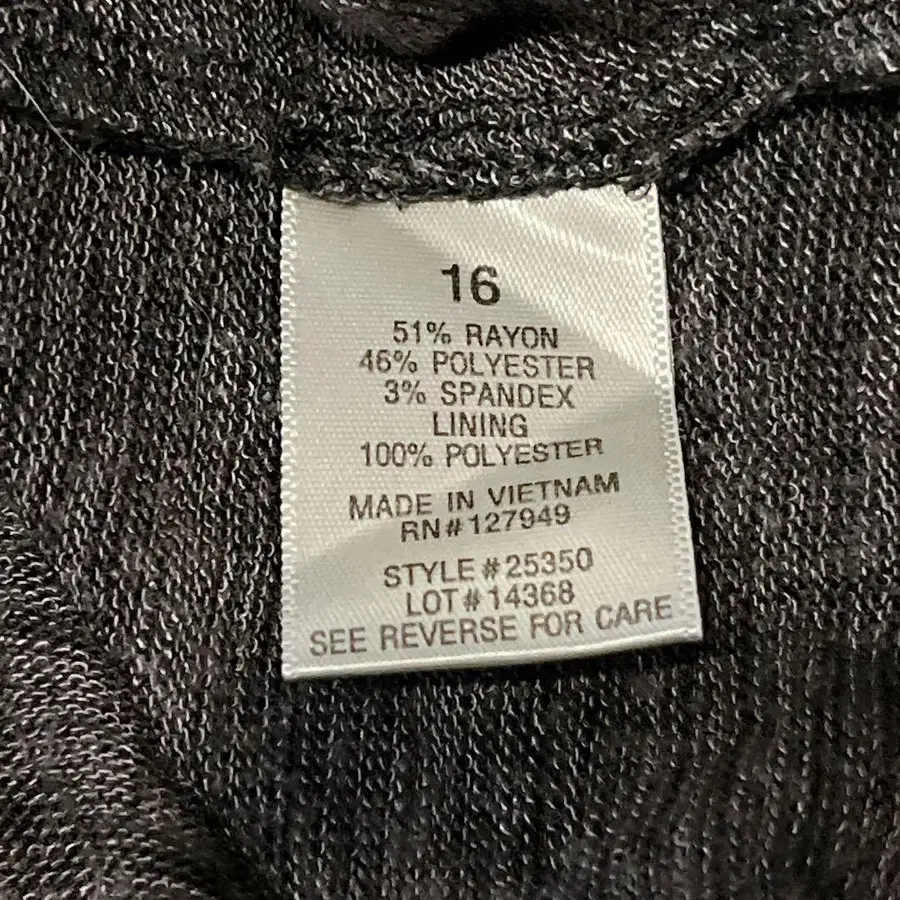 16
51% RAYON
46% POLYESTER
3% SPANDEX
LINING
100% POLYESTER
MADE IN VIETNAM
RN#127949
STYLE#25350
LOT#14368
SEE REVERSE FOR CARE